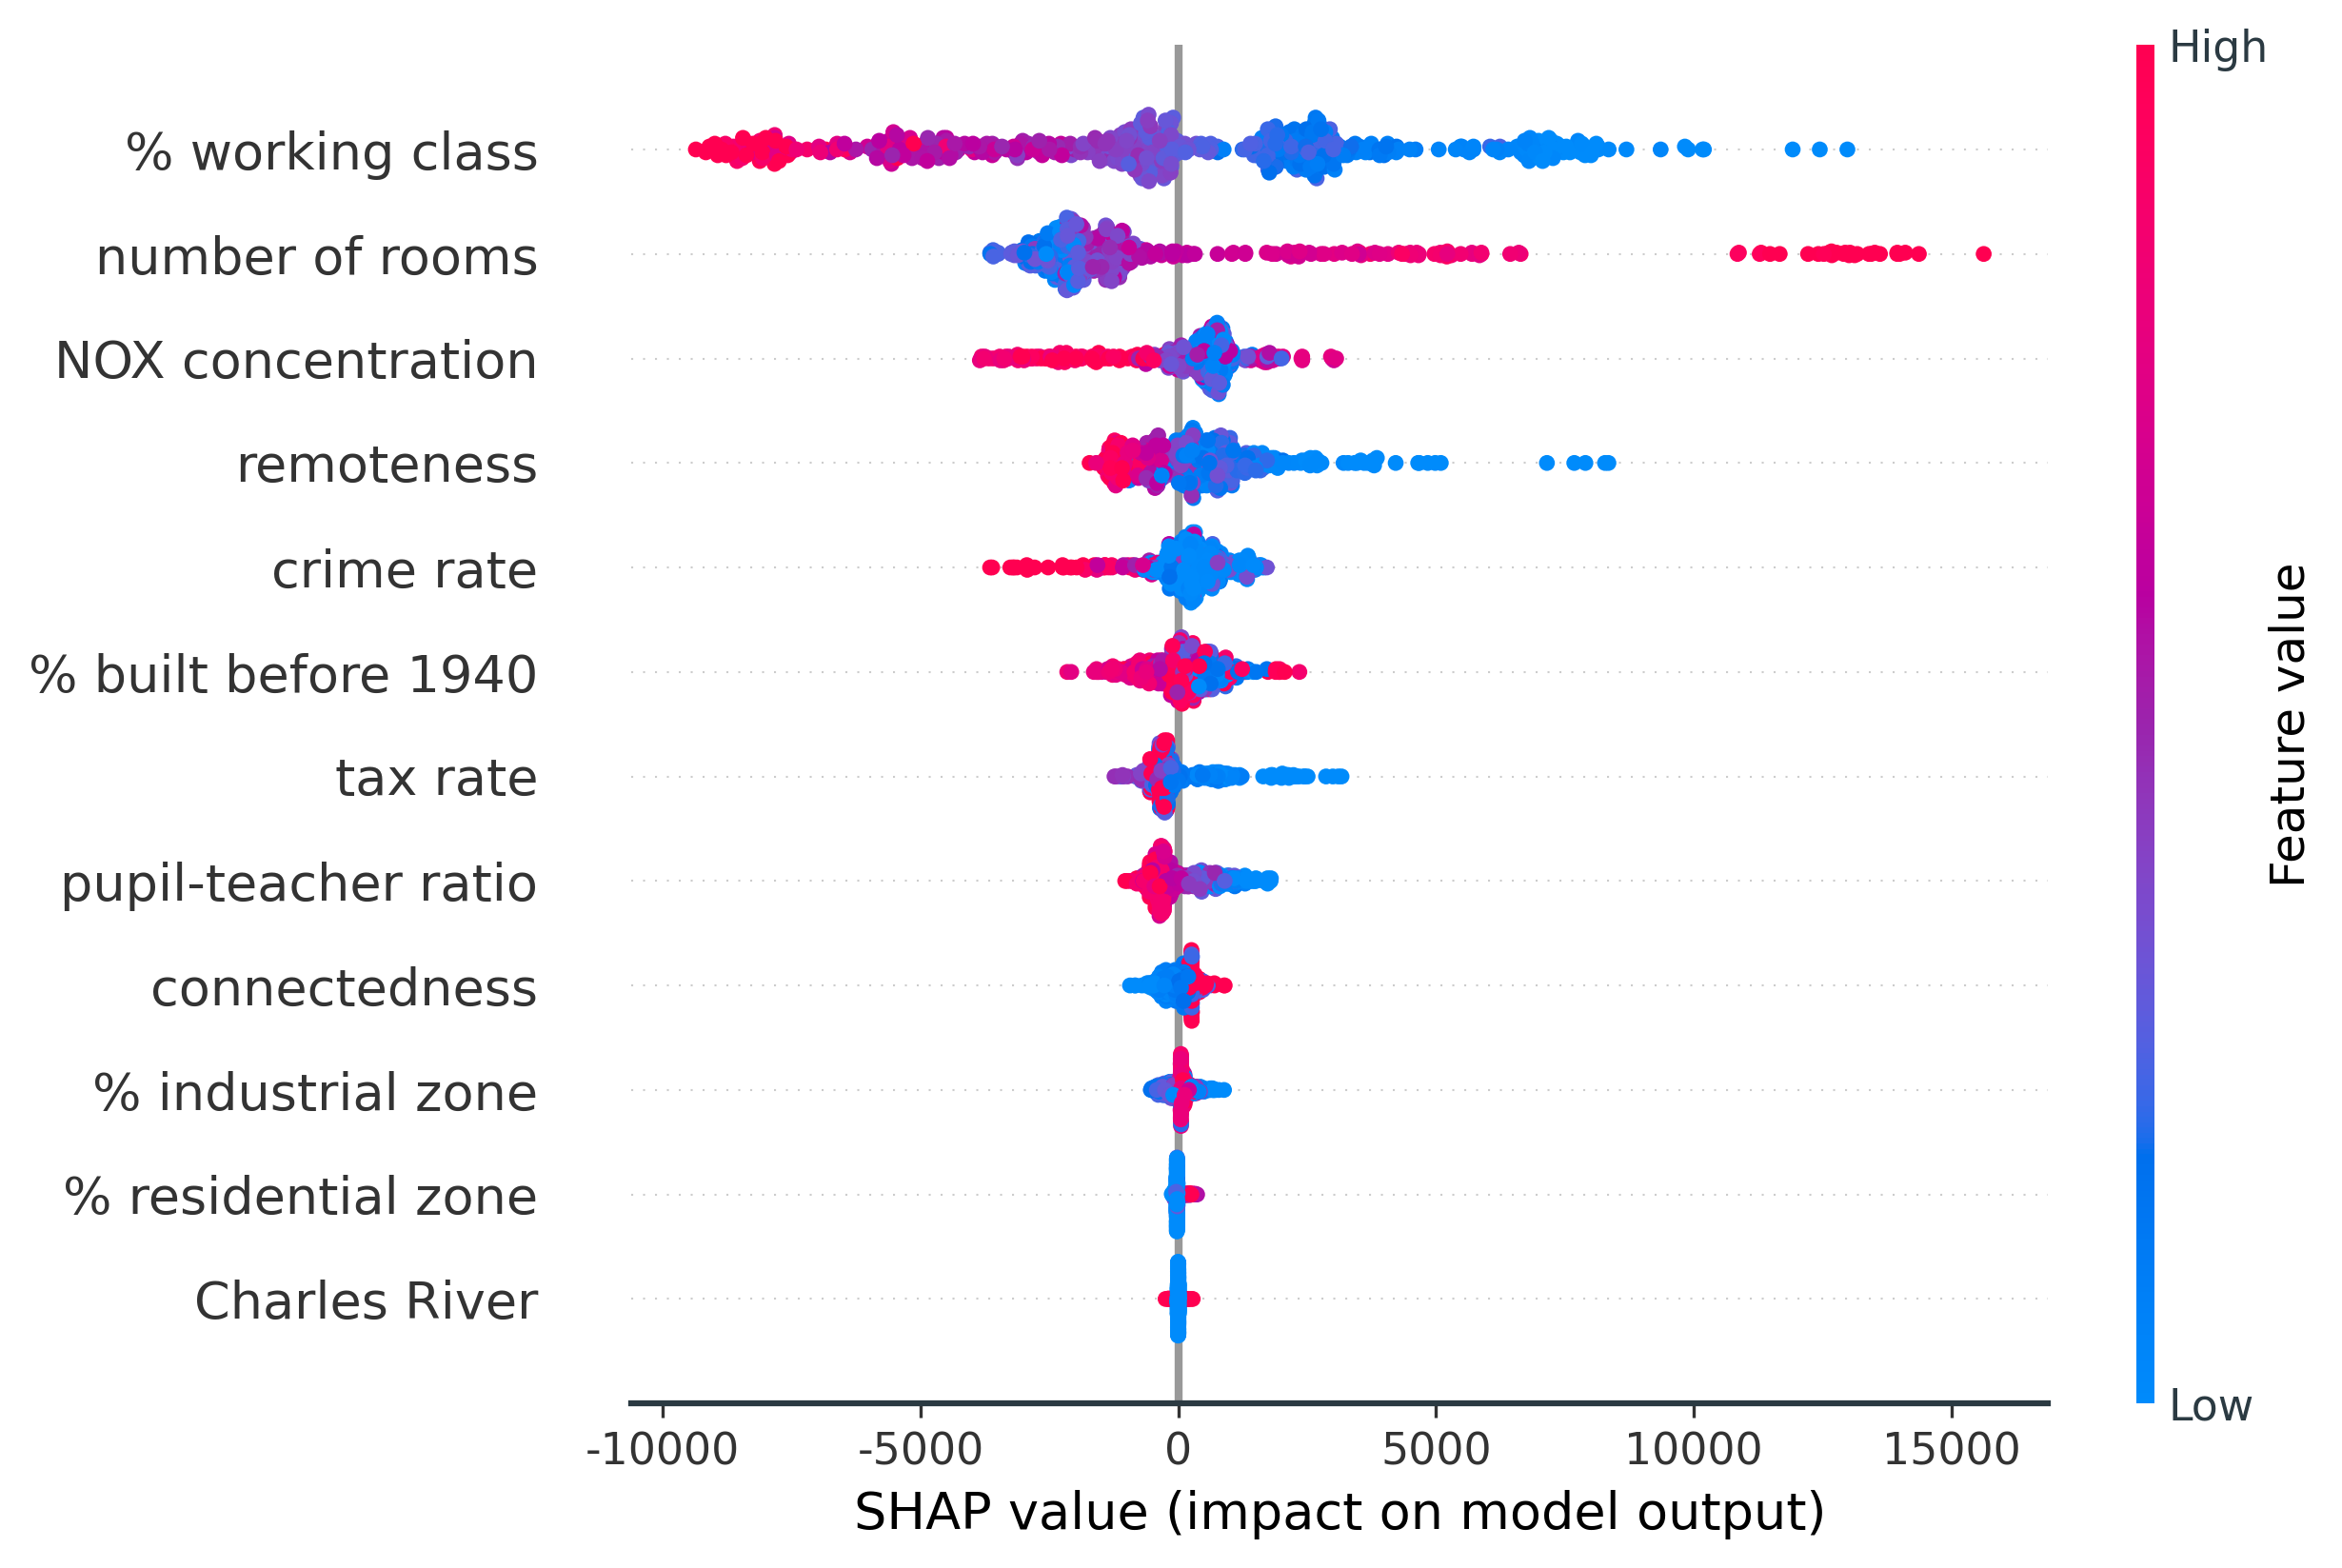 High
% working class
number of rooms
NOX concentration
remoteness
crime rate
% built before 1940
tax rate
pupil-teacher ratio
connectedness
% industrial zone
% residential zone
Charles River
Feature value
Low
-10000 -5000 0 5000 10000 15000
SHAP value (impact on model output)